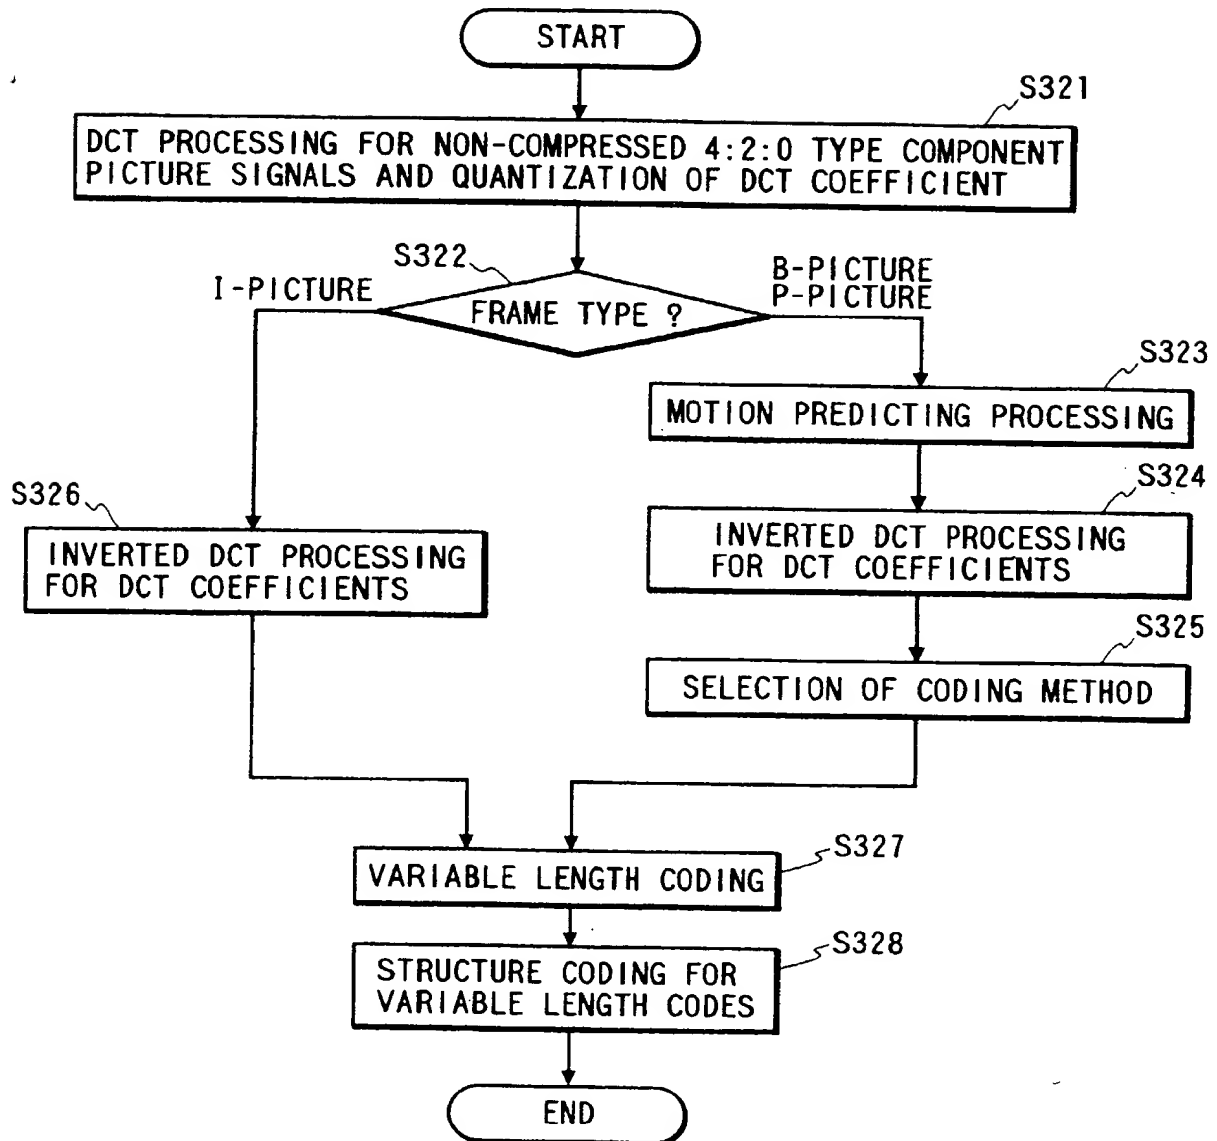 START
S321
DCT PROCESSING FOR NON-COMPRESSED 4:2:0 TYPE COMPONENT
PICTURE SIGNALS AND QUANTIZATION OF DCT COEFFICIENT
S322
I-PICTURE
FRAME TYPE ?
B-PICTURE
P-PICTURE
S323
MOTION PREDICTING PROCESSING
S324
INVERTED DCT PROCESSING
FOR DCT COEFFICIENTS
S325
SELECTION OF CODING METHOD
S326
INVERTED DCT PROCESSING
FOR DCT COEFFICIENTS
S327
VARIABLE LENGTH CODING
S328
STRUCTURE CODING FOR
VARIABLE LENGTH CODES
END